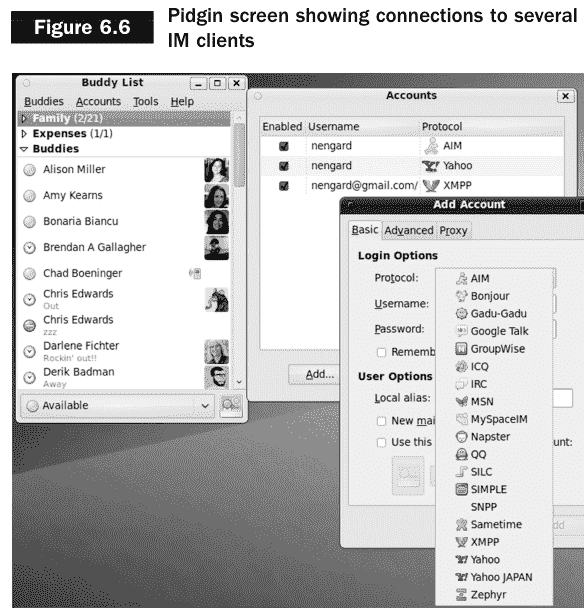 Figure 6.6
Pidgin screen showing connections to several
IM clients
Buddy List
Buddies Accounts Tools Help
Family (2/21)
Expenses (1/1)
Buddies
Alison Miller
Amy Kearns
Bonaria Biancu
Brendan A Gallagher
Chad Boeninger
Chris Edwards
Out
Chris Edwards
zzz
Darlene Fichter
Rockin' out!!
Derik Badman
Away
Available
Accounts
Enabled Username Protocol
nengard AIM
nengard Yahoo
nengard@gmail.com/ XMPP
Add...
Add Account
Basic Advanced Proxy
Login Options
Protocol:
Username:
Password:
Rememb
User Options
Local alias:
New mai
Use this
unt:
dd
AIM
Bonjour
Gadu-Gadu
Google Talk
GroupWise
ICQ
IRC
MSN
MySpaceIM
Napster
QQ
SILC
SIMPLE
SNPP
Sametime
XMPP
Yahoo
Yahoo JAPAN
Zephyr